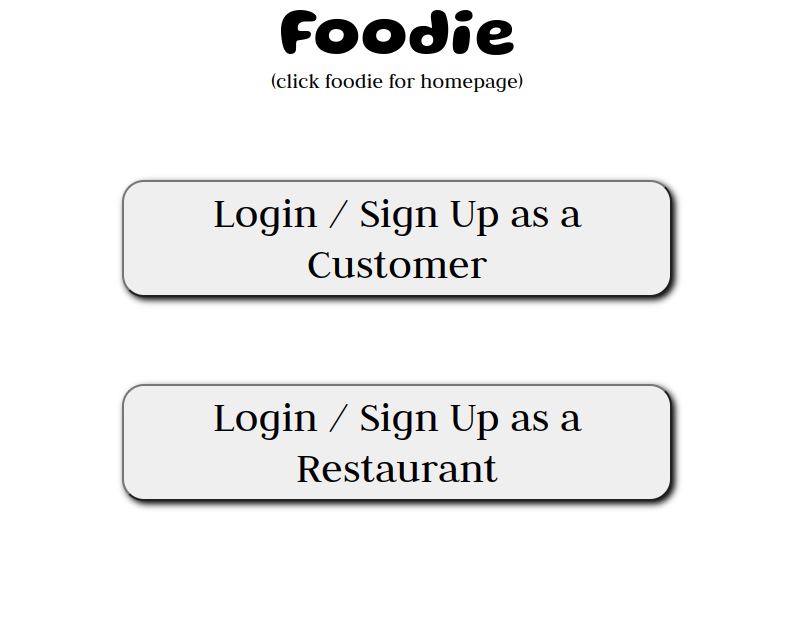 Foodie
(click foodie for homepage)
Login / Sign Up as a
Customer
Login / Sign Up as a
Restaurant